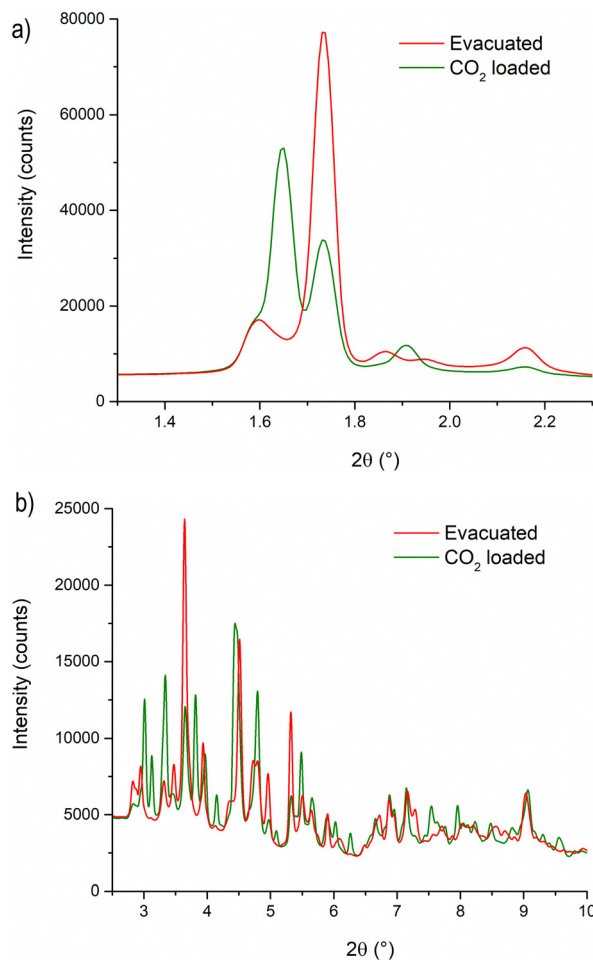 a)
80000
60000
40000
20000
0
Intensity (counts)
Evacuated
CO₂ loaded
1.4 1.6 1.8 2.0 2.2
2θ (°)
b)
25000
20000
15000
10000
5000
0
Intensity (counts)
Evacuated
CO₂ loaded
3 4 5 6 7 8 9 10
2θ (°)